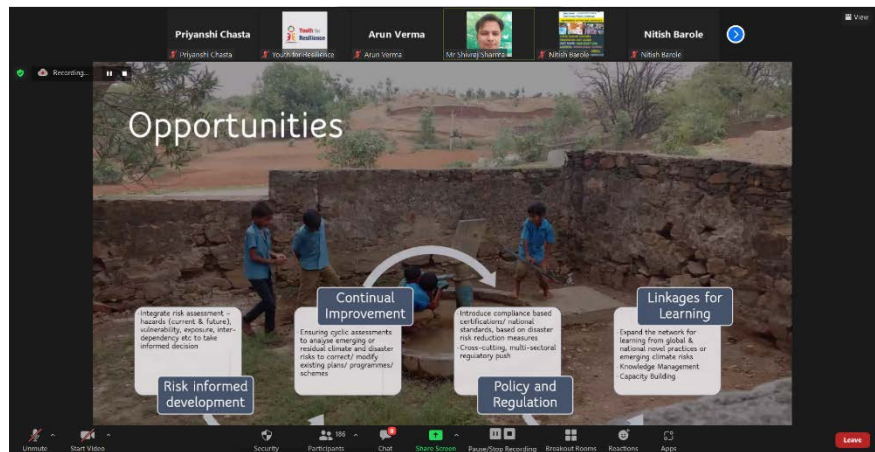 View
Priyanshi Chasta
Youth for
Resilience
Arun Verma
Nitish Barole
Priyanshi Chasta
Youth for Resilience
Arun Verma
Mr Shivraj Sharma
Nitish Barole
Nitish Barole
Recording...
Opportunities
Integrate risk assessment –
hazards (current & future),
vulnerability, exposure, inter-
dependency etc to take
informed decision
Risk informed
development
Continual
Improvement
Ensuring cyclic assessments
to analyse emerging or
residual climate and disaster
risks to correct/ modify
existing plans/ programmes/
schemes
Introduce compliance based
certifications/ national
standards, based on disaster
risk reduction measures
Cross-cutting, multi-sectoral
regulatory push
Policy and
Regulation
Linkages for
Learning
Expand the network for
learning from global &
national novel practices or
emerging climate risks
Knowledge Management
Capacity Building
Unmute
Start Video
Security
186
Participants
Chat
Share Screen
Pause/Stop Recording
Breakout Rooms
Reactions
Apps
Leave